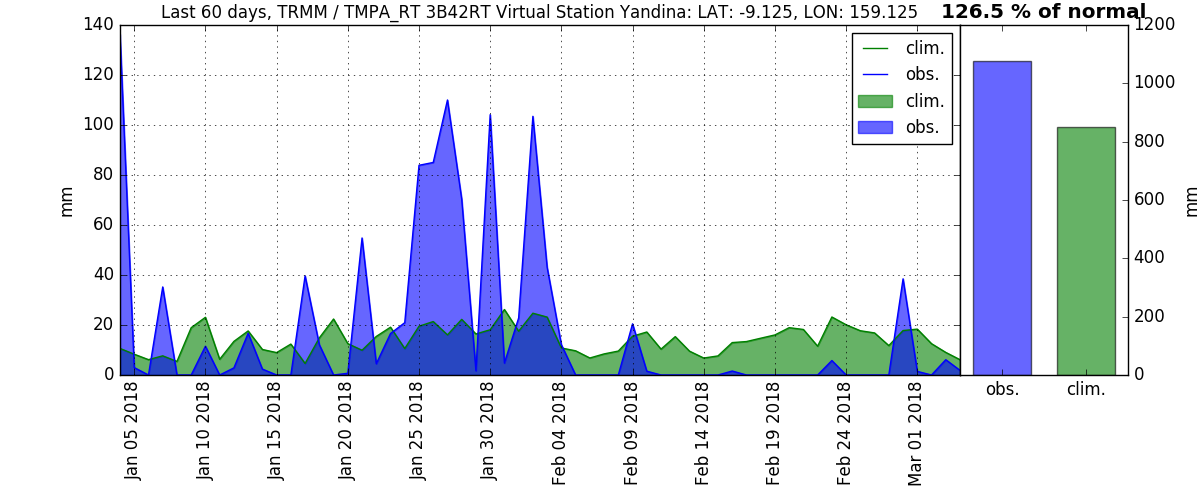 Last 60 days, TRMM / TMPA_RT 3B42RT Virtual Station Yandina: LAT: -9.125, LON: 159.125
126.5 % of normal
140
120
100
80
60
40
20
0
mm
clim.
obs.
clim.
obs.
Jan 05 2018
Jan 10 2018
Jan 15 2018
Jan 20 2018
Jan 25 2018
Jan 30 2018
Feb 04 2018
Feb 09 2018
Feb 14 2018
Feb 19 2018
Feb 24 2018
Mar 01 2018
1200
1000
800
600
400
200
0
mm
obs.
clim.